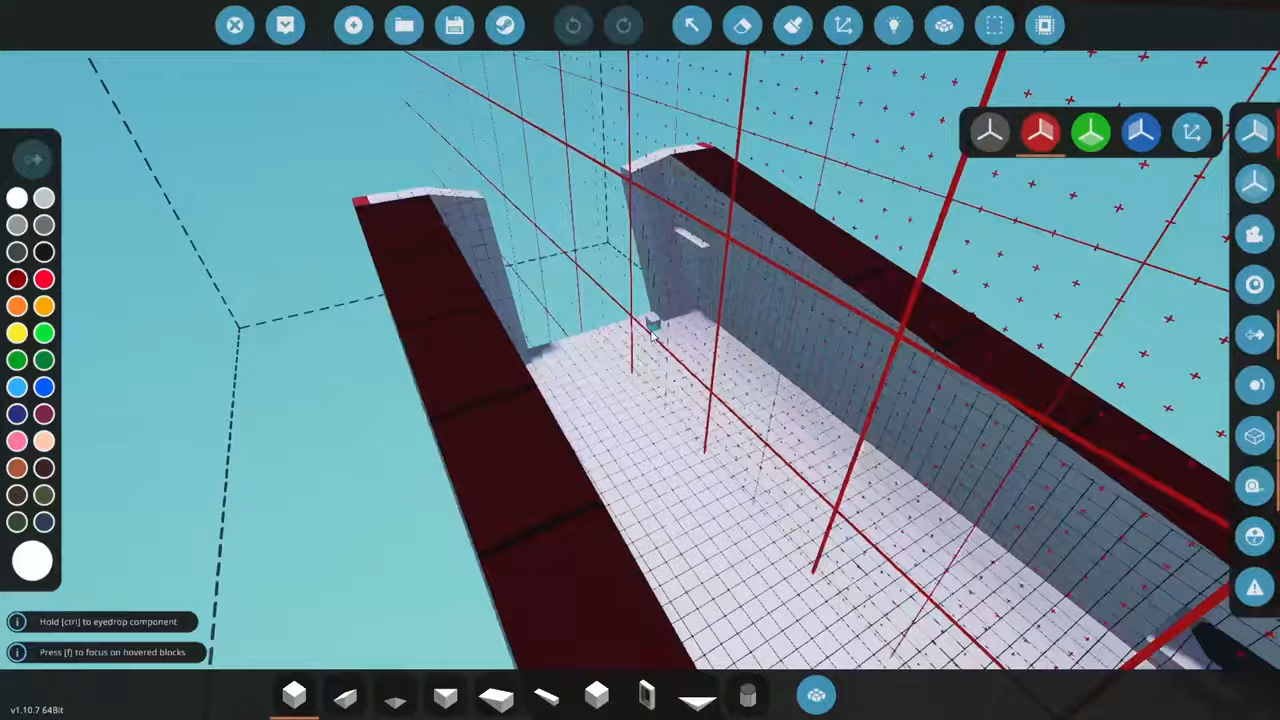 Hold [ctrl] to eyedrop component
Press [f] to focus on hovered blocks
v1.10.7 64Bit